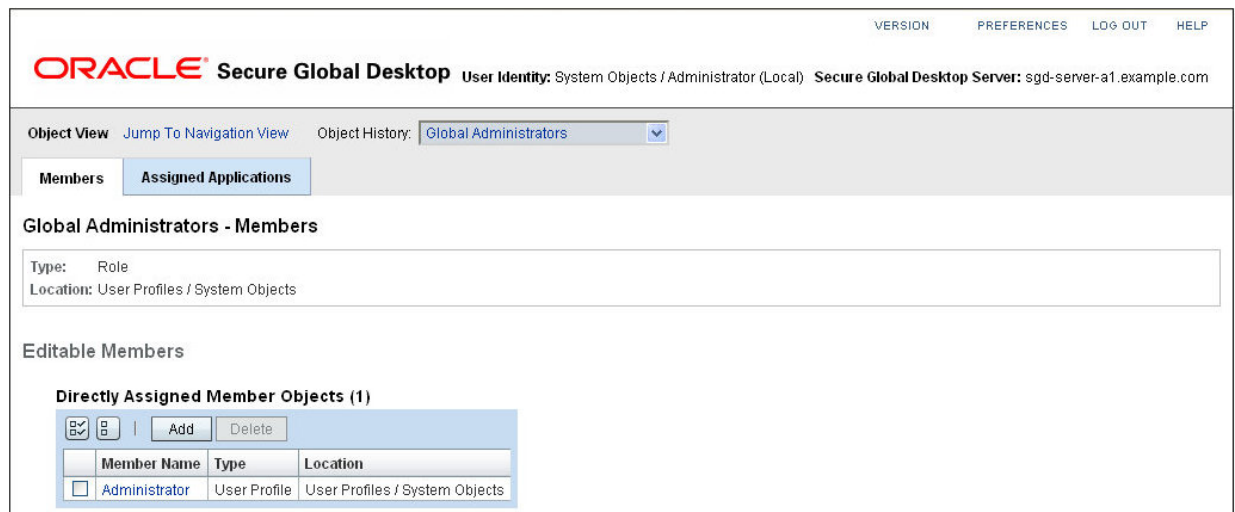 VERSION PREFERENCES LOG OUT HELP
ORACLE Secure Global Desktop User Identity: System Objects / Administrator (Local) Secure Global Desktop Server: sgd-server-a1.example.com
Object View Jump To Navigation View Object History: Global Administrators
Members Assigned Applications
Global Administrators - Members
Type: Role
Location: User Profiles / System Objects
Editable Members
Directly Assigned Member Objects (1)
Add Delete
Member Name Type Location
Administrator User Profile User Profiles / System Objects